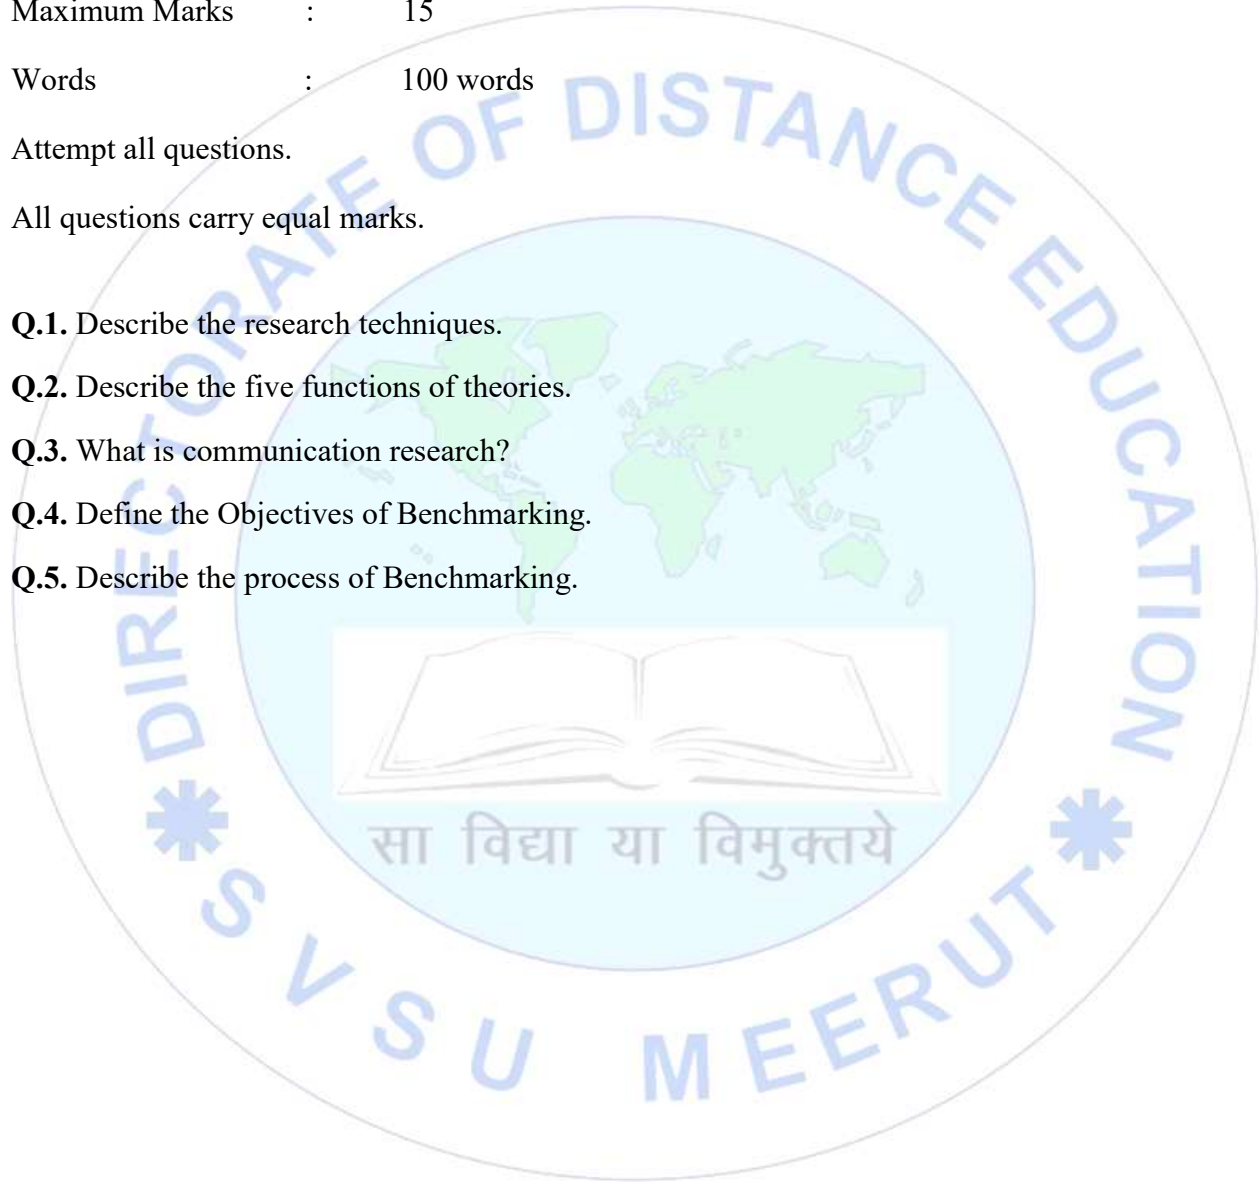 Maximum Marks : 15
Words : 100 words
Attempt all questions.
All questions carry equal marks.
Q.1. Describe the research techniques.
Q.2. Describe the five functions of theories.
Q.3. What is communication research?
Q.4. Define the Objectives of Benchmarking.
Q.5. Describe the process of Benchmarking.
DIRECTORATE OF DISTANCE EDUCATION
सा विद्या या विमुक्तये
SVSU MEERUT